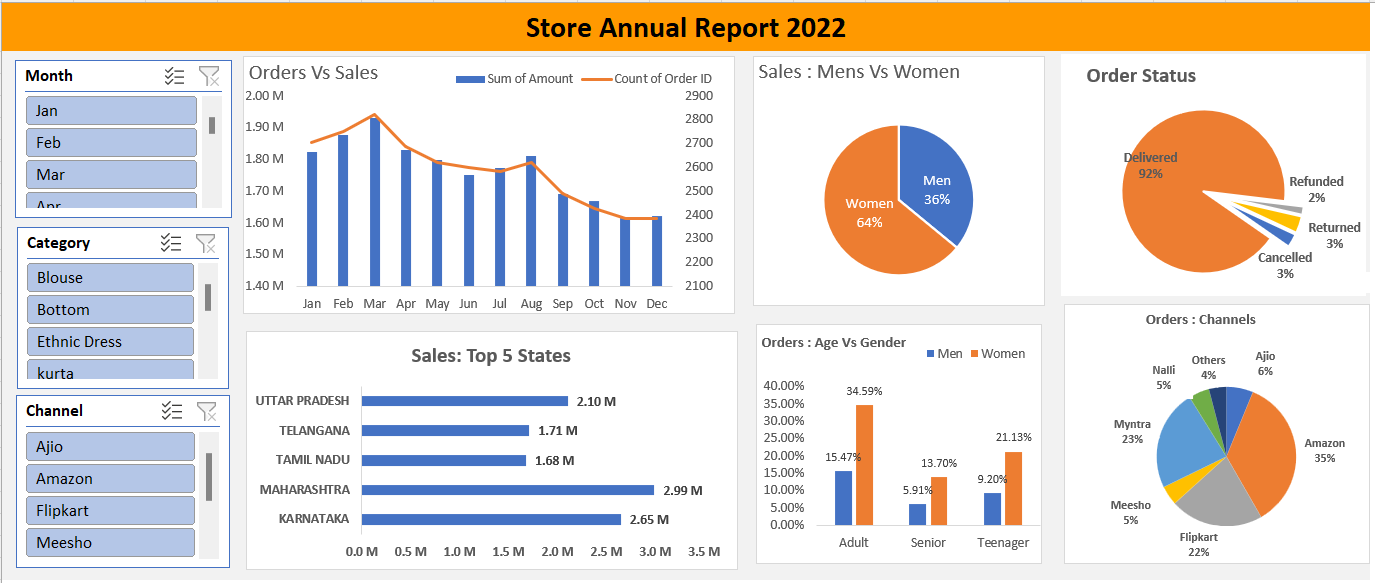 Store Annual Report 2022
Month
Jan
Feb
Mar
Apr
Category
Blouse
Bottom
Ethnic Dress
kurta
Channel
Ajio
Amazon
Flipkart
Meesho
Orders Vs Sales
Sum of Amount
Count of Order ID
2.00 M
1.90 M
1.80 M
1.70 M
1.60 M
1.50 M
1.40 M
2900
2800
2700
2600
2500
2400
2300
2200
2100
Jan Feb Mar Apr May Jun Jul Aug Sep Oct Nov Dec
Sales : Mens Vs Women
Men
36%
Women
64%
Order Status
Delivered
92%
Refunded
2%
Returned
3%
Cancelled
3%
Sales: Top 5 States
UTTAR PRADESH 2.10 M
TELANGANA 1.71 M
TAMIL NADU 1.68 M
MAHARASHTRA 2.99 M
KARNATAKA 2.65 M
0.0 M 0.5 M 1.0 M 1.5 M 2.0 M 2.5 M 3.0 M 3.5 M
Orders : Age Vs Gender
Men Women
40.00%
35.00%
30.00%
25.00%
20.00%
15.00%
10.00%
5.00%
0.00%
15.47% 34.59%
5.91% 13.70%
9.20% 21.13%
Adult Senior Teenager
Orders : Channels
Ajio
6%
Amazon
35%
Flipkart
22%
Meesho
5%
Myntra
23%
Nalli
5%
Others
4%